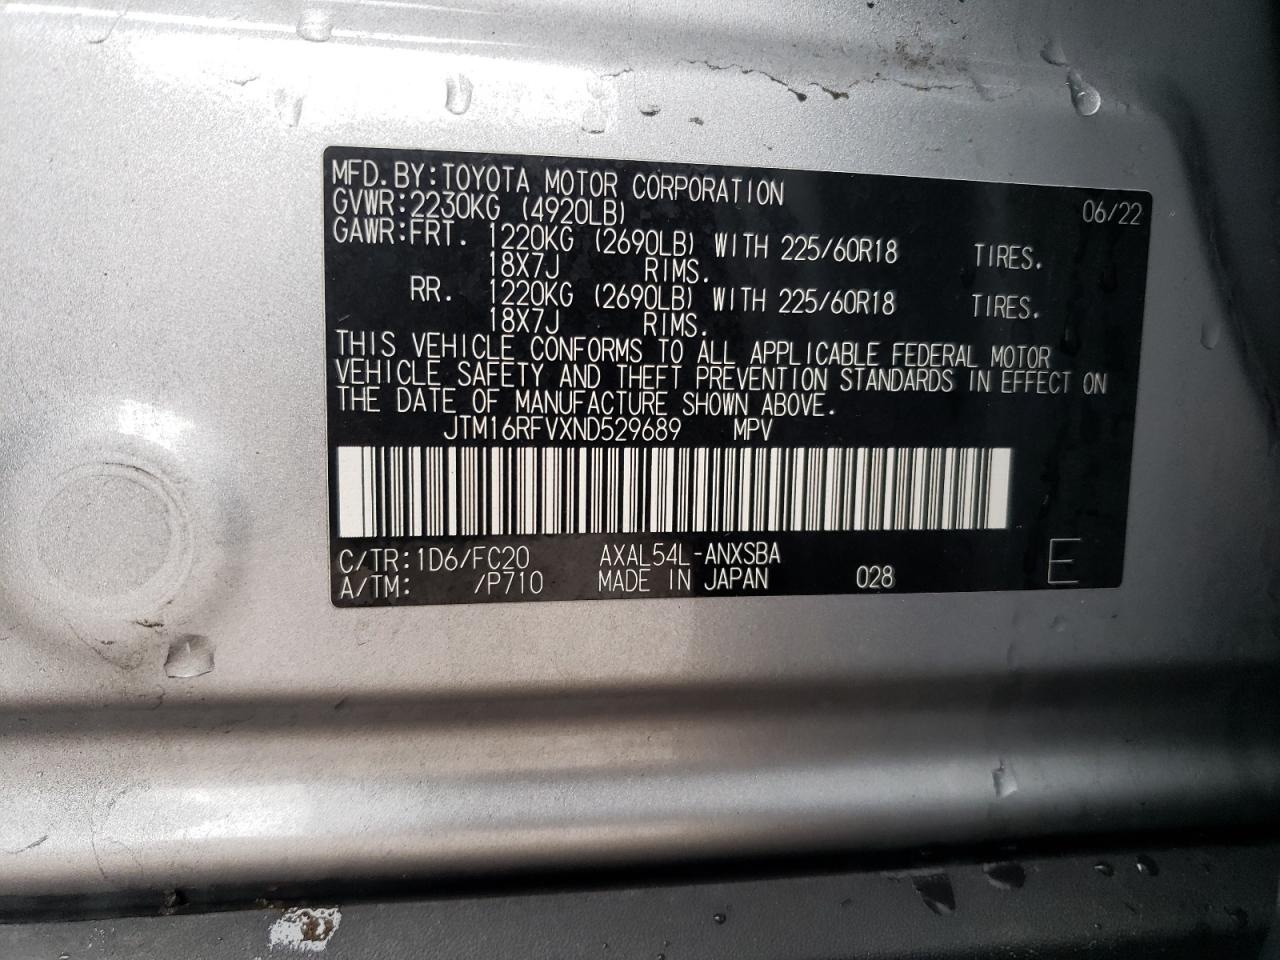 MFD.BY:TOYOTA MOTOR CORPORATION 06/22
GVWR:2230KG (4920LB)
GAWR:FRT. 1220KG (2690LB) WITH 225/60R18 TIRES.
18X7J RIMS.
RR. 1220KG (2690LB) WITH 225/60R18 TIRES.
18X7J RIMS.
THIS VEHICLE CONFORMS TO ALL APPLICABLE FEDERAL MOTOR
VEHICLE SAFETY AND THEFT PREVENTION STANDARDS IN EFFECT ON
THE DATE OF MANUFACTURE SHOWN ABOVE.
JTM16RFVXND529689 MPV
C/TR:1D6/FC20 AXAL54L-ANXSBA
A/TM: /P710 MADE IN JAPAN 028 E